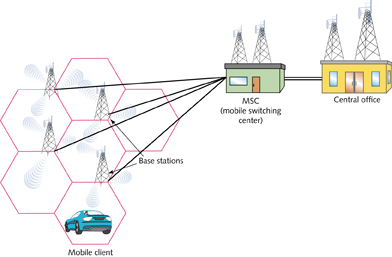 MSC
(mobile switching
center)
Central office
Base stations
Mobile client